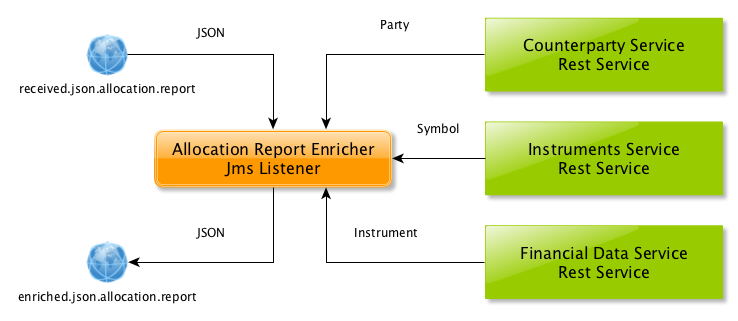 JSON
Party
Counterparty Service
Rest Service
received.json.allocation.report
Symbol
Allocation Report Enricher
Jms Listener
Instruments Service
Rest Service
JSON
Instrument
Financial Data Service
Rest Service
enriched.json.allocation.report